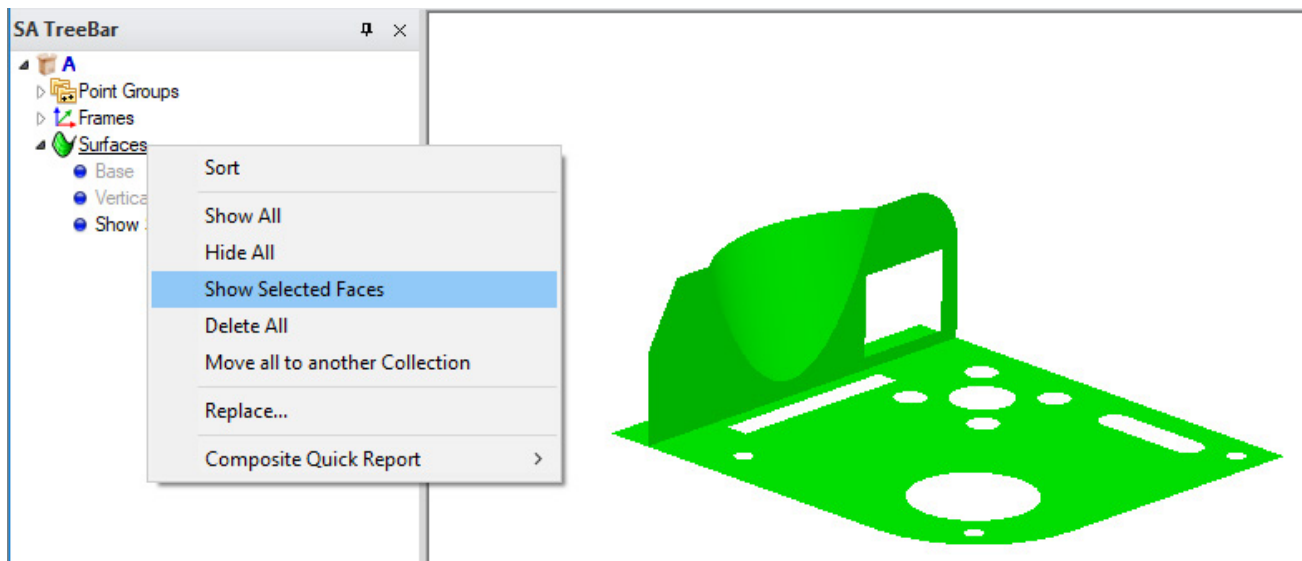 SA TreeBar
A
Point Groups
Frames
Surfaces
Base
Show
Sort
Show All
Hide All
Show Selected Faces
Delete All
Move all to another Collection
Replace...
Composite Quick Report